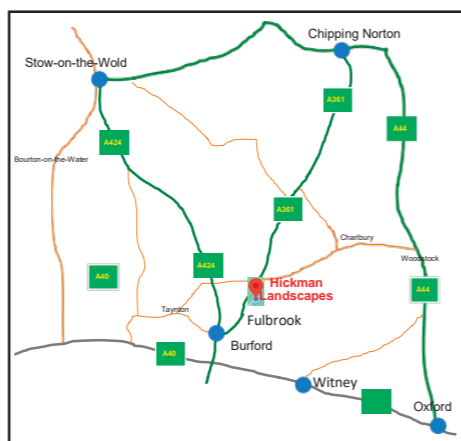 Chipping Norton
Stow-on-the-Wold
A361
A44
A424
Bourton-on-the-Water
A361
Charlbury
Woodstock
A40
A424
Hickman
Landscapes
A44
Taynton
Fulbrook
Burford
A40
Witney
Oxford